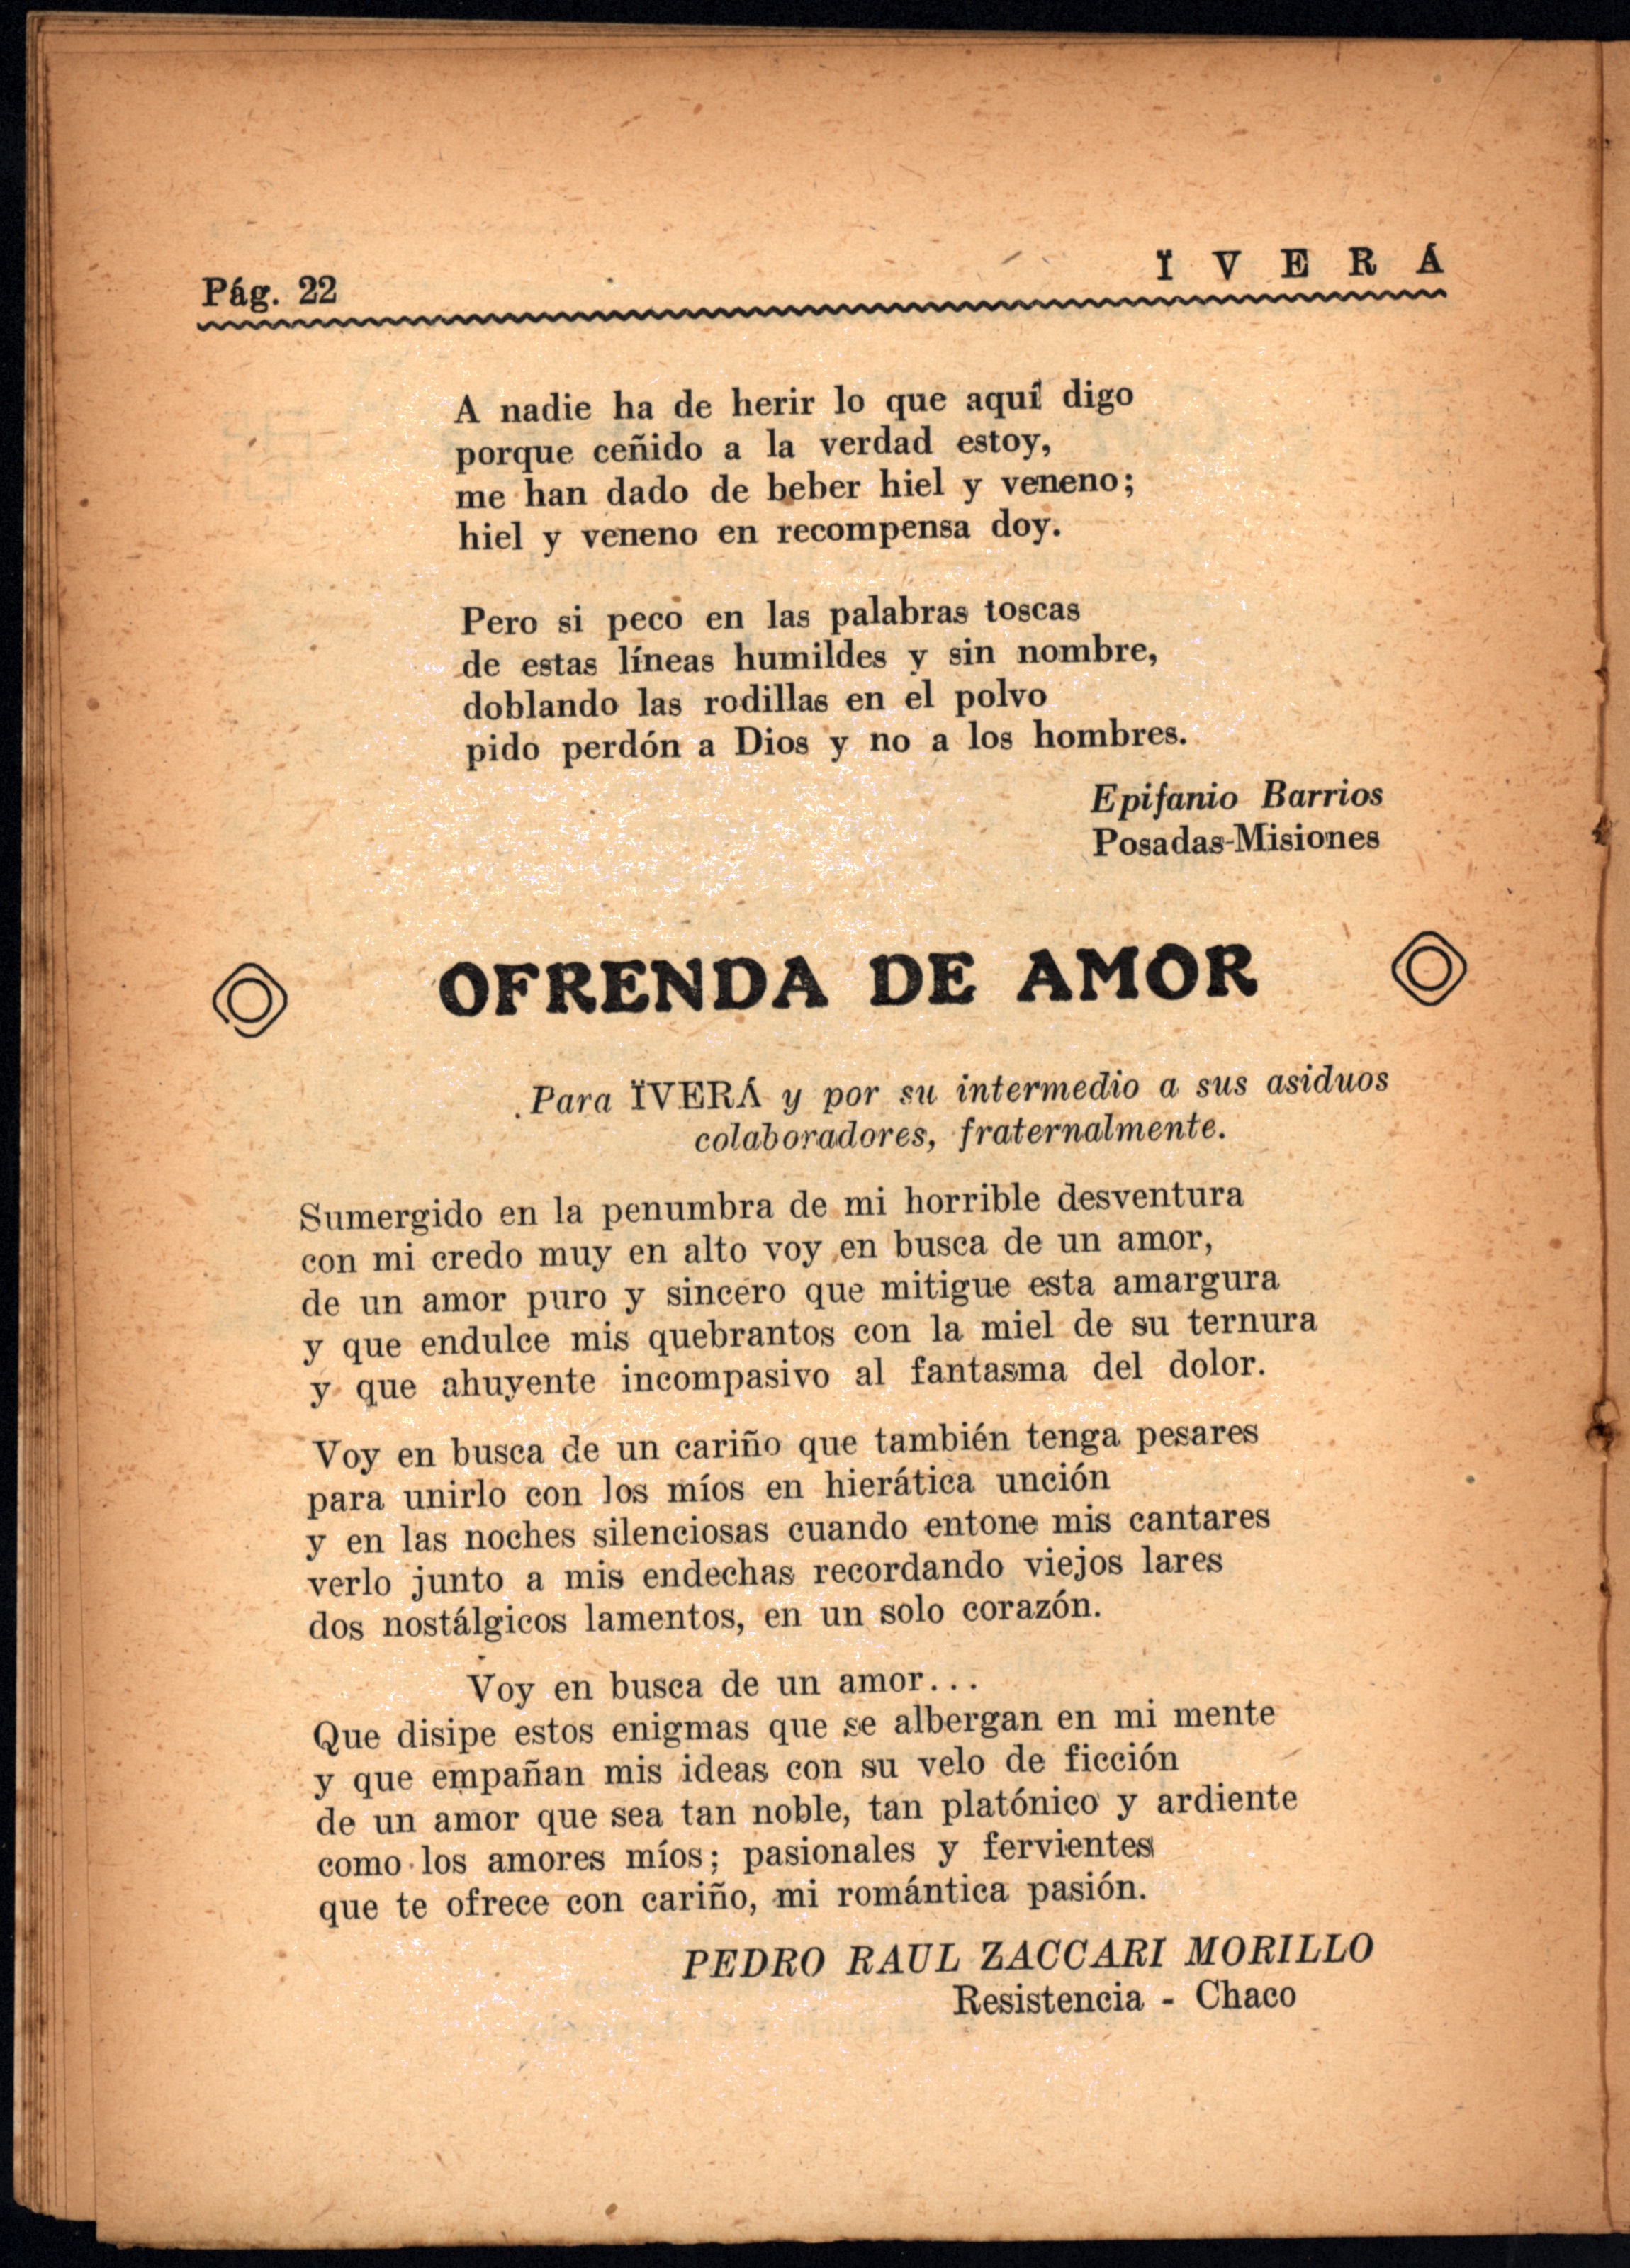 Pág. 22
Ï V E R Á
A nadie ha de herir lo que aquí digo
porque ceñido a la verdad estoy,
me han dado de beber hiel y veneno;
hiel y veneno en recompensa doy.
Pero si peco en las palabras toscas
de estas líneas humildes y sin nombre,
doblando las rodillas en el polvo
pido perdón a Dios y no a los hombres.
Epifanio Barrios
Posadas-Misiones
OFRENDA DE AMOR
Para ÏVERÁ y por su intermedio a sus asiduos
colaboradores, fraternalmente.
Sumergido en la penumbra de mi horrible desventura
con mi credo muy en alto voy en busca de un amor,
de un amor puro y sincero que mitigue esta amargura
y que endulce mis quebrantos con la miel de su ternura
y que ahuyente incompasivo al fantasma del dolor.
Voy en busca de un cariño que también tenga pesares
para unirlo con los míos en hierática unción
y en las noches silenciosas cuando entone mis cantares
verlo junto a mis endechas recordando viejos lares
dos nostálgicos lamentos, en un solo corazón.
Voy en busca de un amor...
Que disipe estos enigmas que se albergan en mi mente
y que empañan mis ideas con su velo de ficción
de un amor que sea tan noble, tan platónico y ardiente
como los amores míos; pasionales y fervientes
que te ofrece con cariño, mi romántica pasión.
PEDRO RAUL ZACCARI MORILLO
Resistencia - Chaco